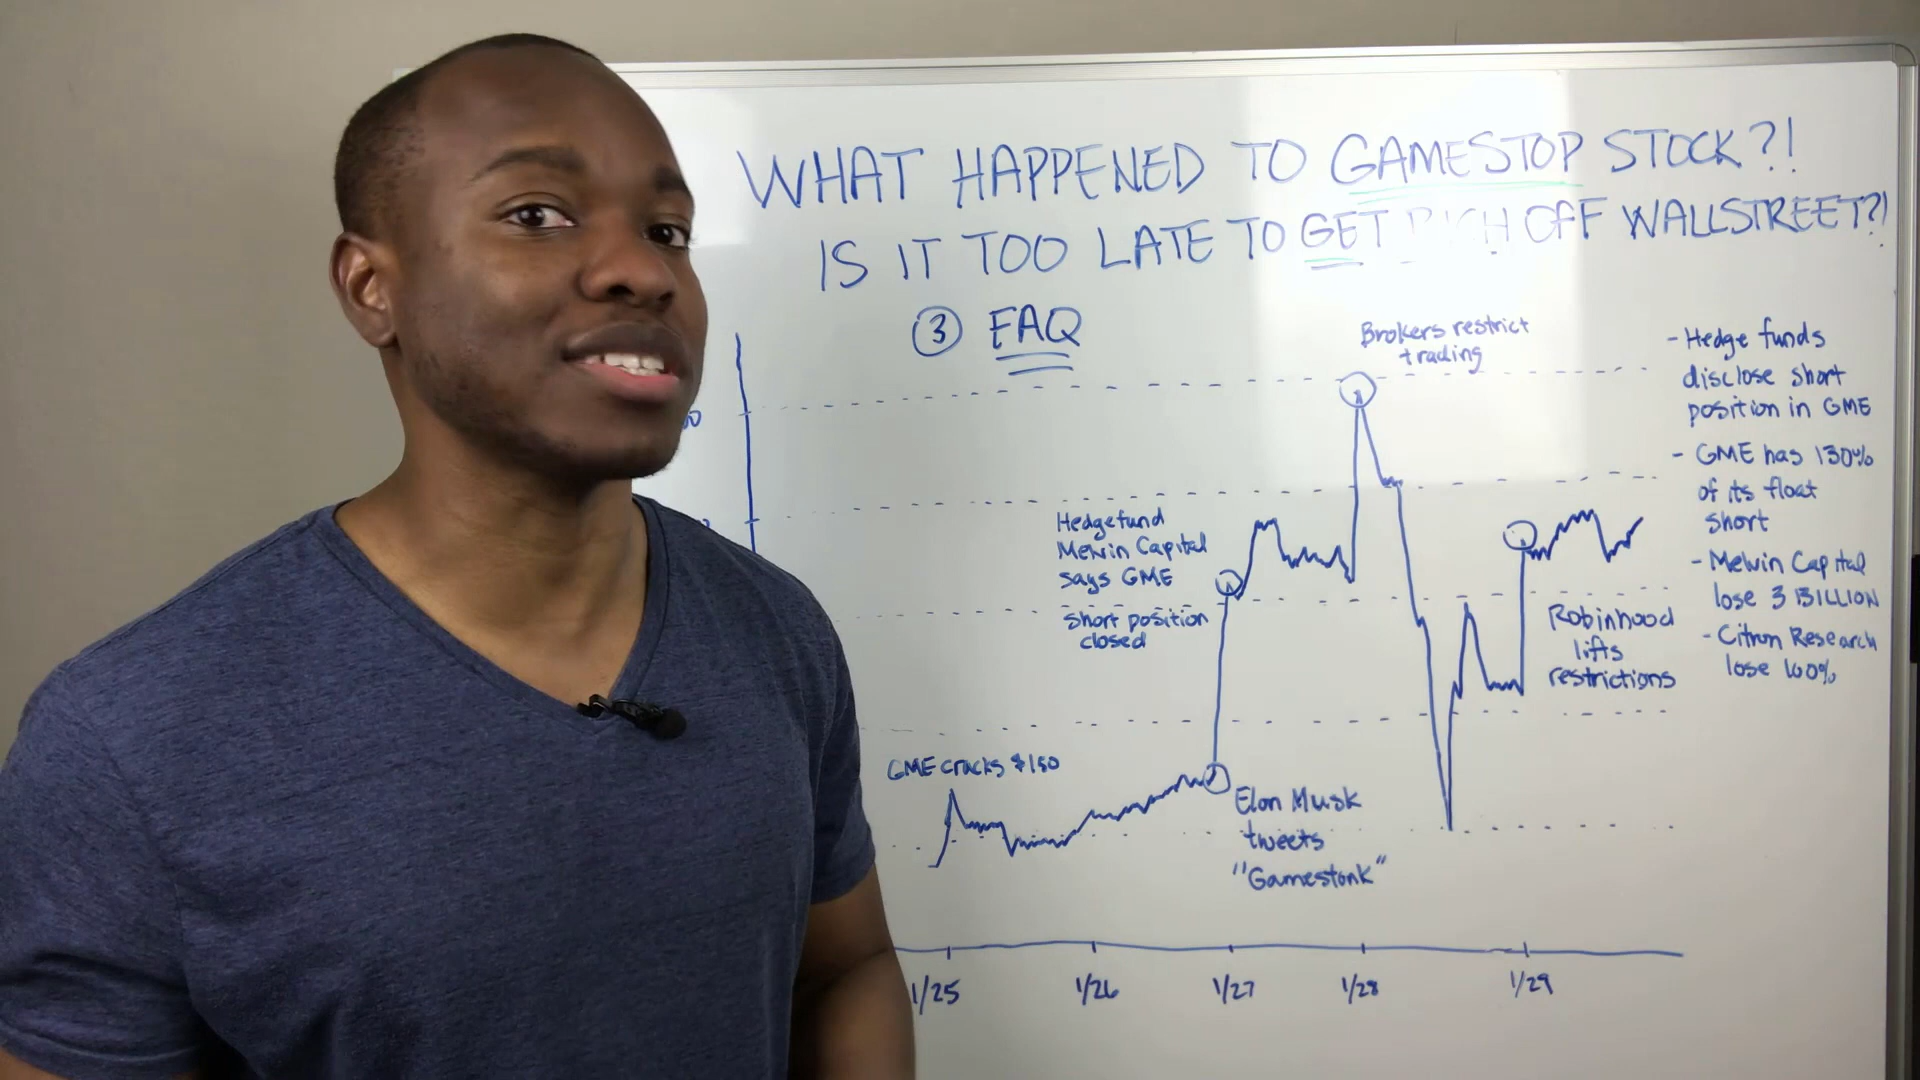 WHAT HAPPENED TO GAMESTOP STOCK?!
IS IT TOO LATE TO GET RICH OFF WALLSTREET?!
3 FAQ
Brokers restrict
trading
- Hedge funds
disclose short
position in GME
- GME has 130%
of its float
short
- Melvin Capital
lose 3 BILLION
- Citron Research
lose 100%
Hedgefund
Melvin Capital
says GME
short position
closed
Robinhood
lifts
restrictions
GME cracks $150
Elon Musk
tweets
"Gamestonk"
1/25 1/26 1/27 1/28 1/29